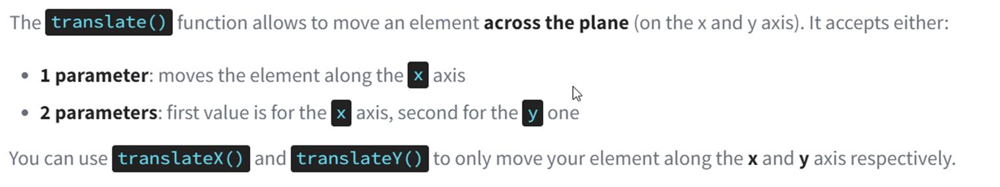 The translate() function allows to move an element across the plane (on the x and y axis). It accepts either:
• 1 parameter: moves the element along the x axis
• 2 parameters: first value is for the x axis, second for the y one
You can use translateX() and translateY() to only move your element along the x and y axis respectively.